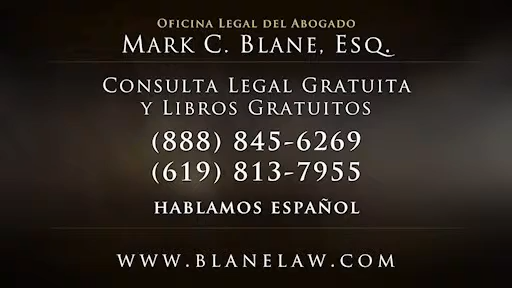 Oficina Legal del Abogado
Mark C. Blane, Esq.
Consulta Legal Gratuita
y Libros Gratuitos
(888) 845-6269
(619) 813-7955
HABLAMOS ESPAÑOL
WWW.BLANELAW.COM